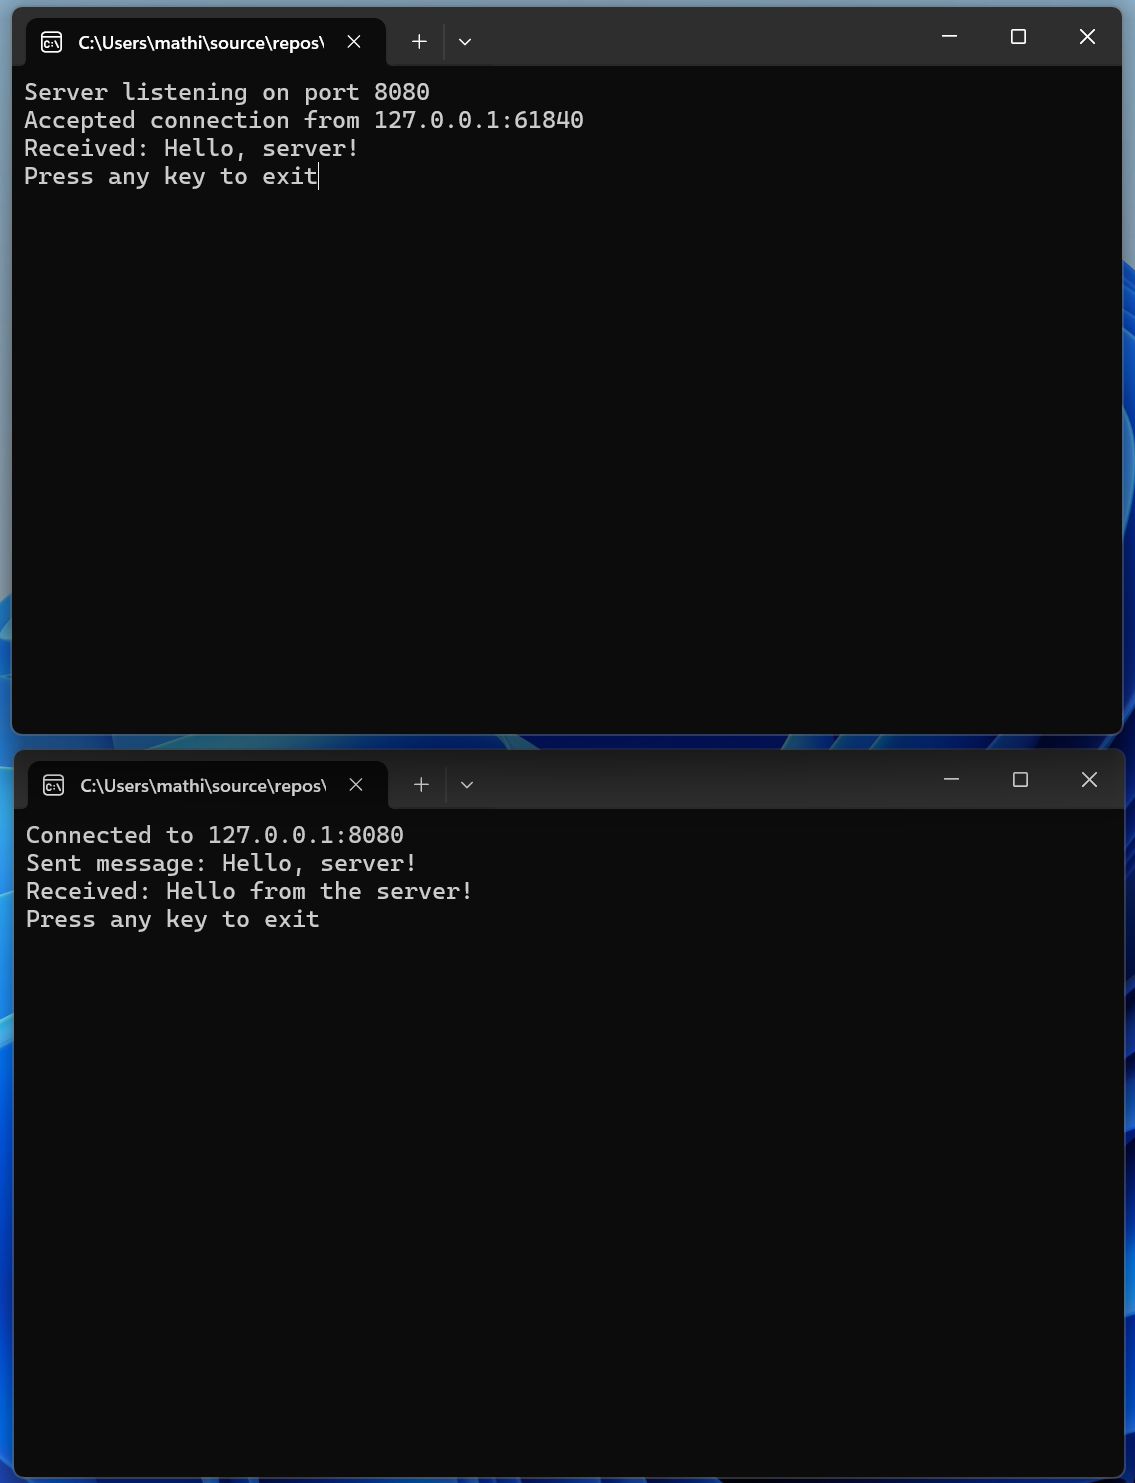 C:\Users\mathi\source\repos\
Server listening on port 8080
Accepted connection from 127.0.0.1:61840
Received: Hello, server!
Press any key to exit
C:\Users\mathi\source\repos\
Connected to 127.0.0.1:8080
Sent message: Hello, server!
Received: Hello from the server!
Press any key to exit